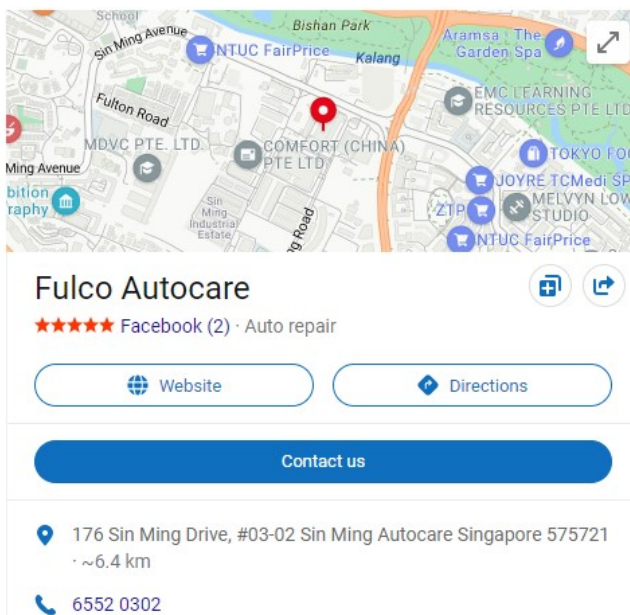 School
Bishan Park
Sin Ming Avenue
NTUC FairPrice
Aramsa : The
Garden Spa
Kalang
Fulton Road
EMC LEARNING
RESOURCES PTE LTD
MDVC PTE. LTD.
COMFORT (CHINA)
PTE LTD
TOKYO FOO
Ming Avenue
JOYRE TCMedi SP
bition
raphy
Sin
Ming
Industrial
Estate
ng Road
ZTP
MELVYN LOW
STUDIO
NTUC FairPrice
Fulco Autocare
Facebook (2) · Auto repair
Website
Directions
Contact us
176 Sin Ming Drive, #03-02 Sin Ming Autocare Singapore 575721
· ~6.4 km
6552 0302